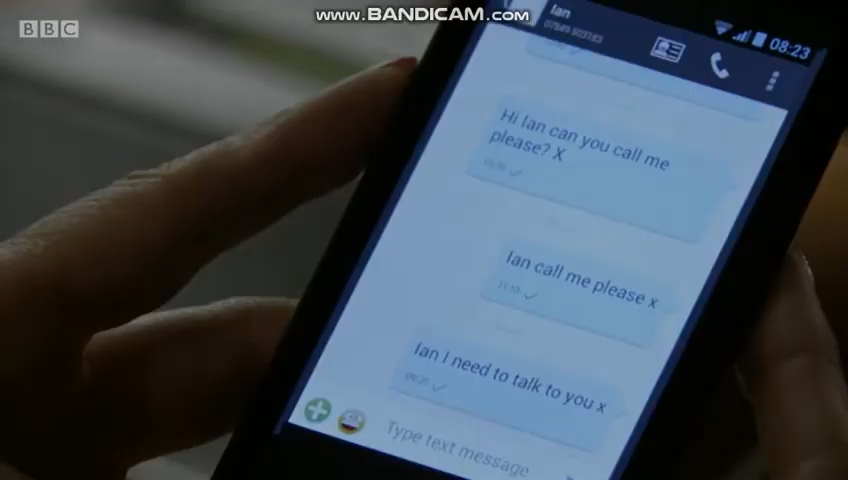 BBC
www.BANDICAM.com
Ian
08:23
Hi Ian can you call me
please? X
Ian call me please x
Ian I need to talk to you x
Type text message